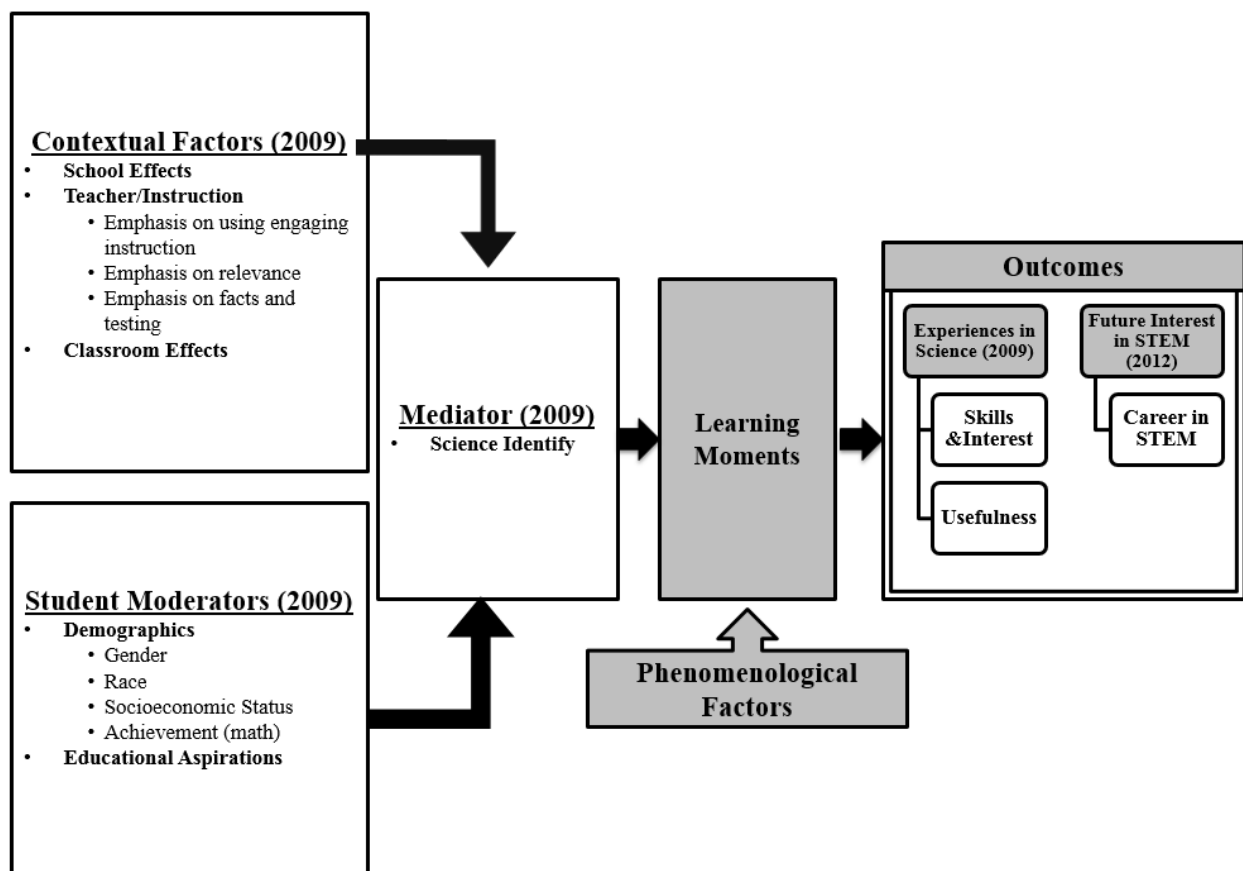 Contextual Factors (2009)
• School Effects
• Teacher/Instruction
• Emphasis on using engaging
instruction
• Emphasis on relevance
• Emphasis on facts and
testing
• Classroom Effects
Student Moderators (2009)
• Demographics
• Gender
• Race
• Socioeconomic Status
• Achievement (math)
• Educational Aspirations
Mediator (2009)
• Science Identify
Learning
Moments
Phenomenological
Factors
Outcomes
Experiences in
Science (2009)
Skills
&Interest
Usefulness
Future Interest
in STEM
(2012)
Career in
STEM